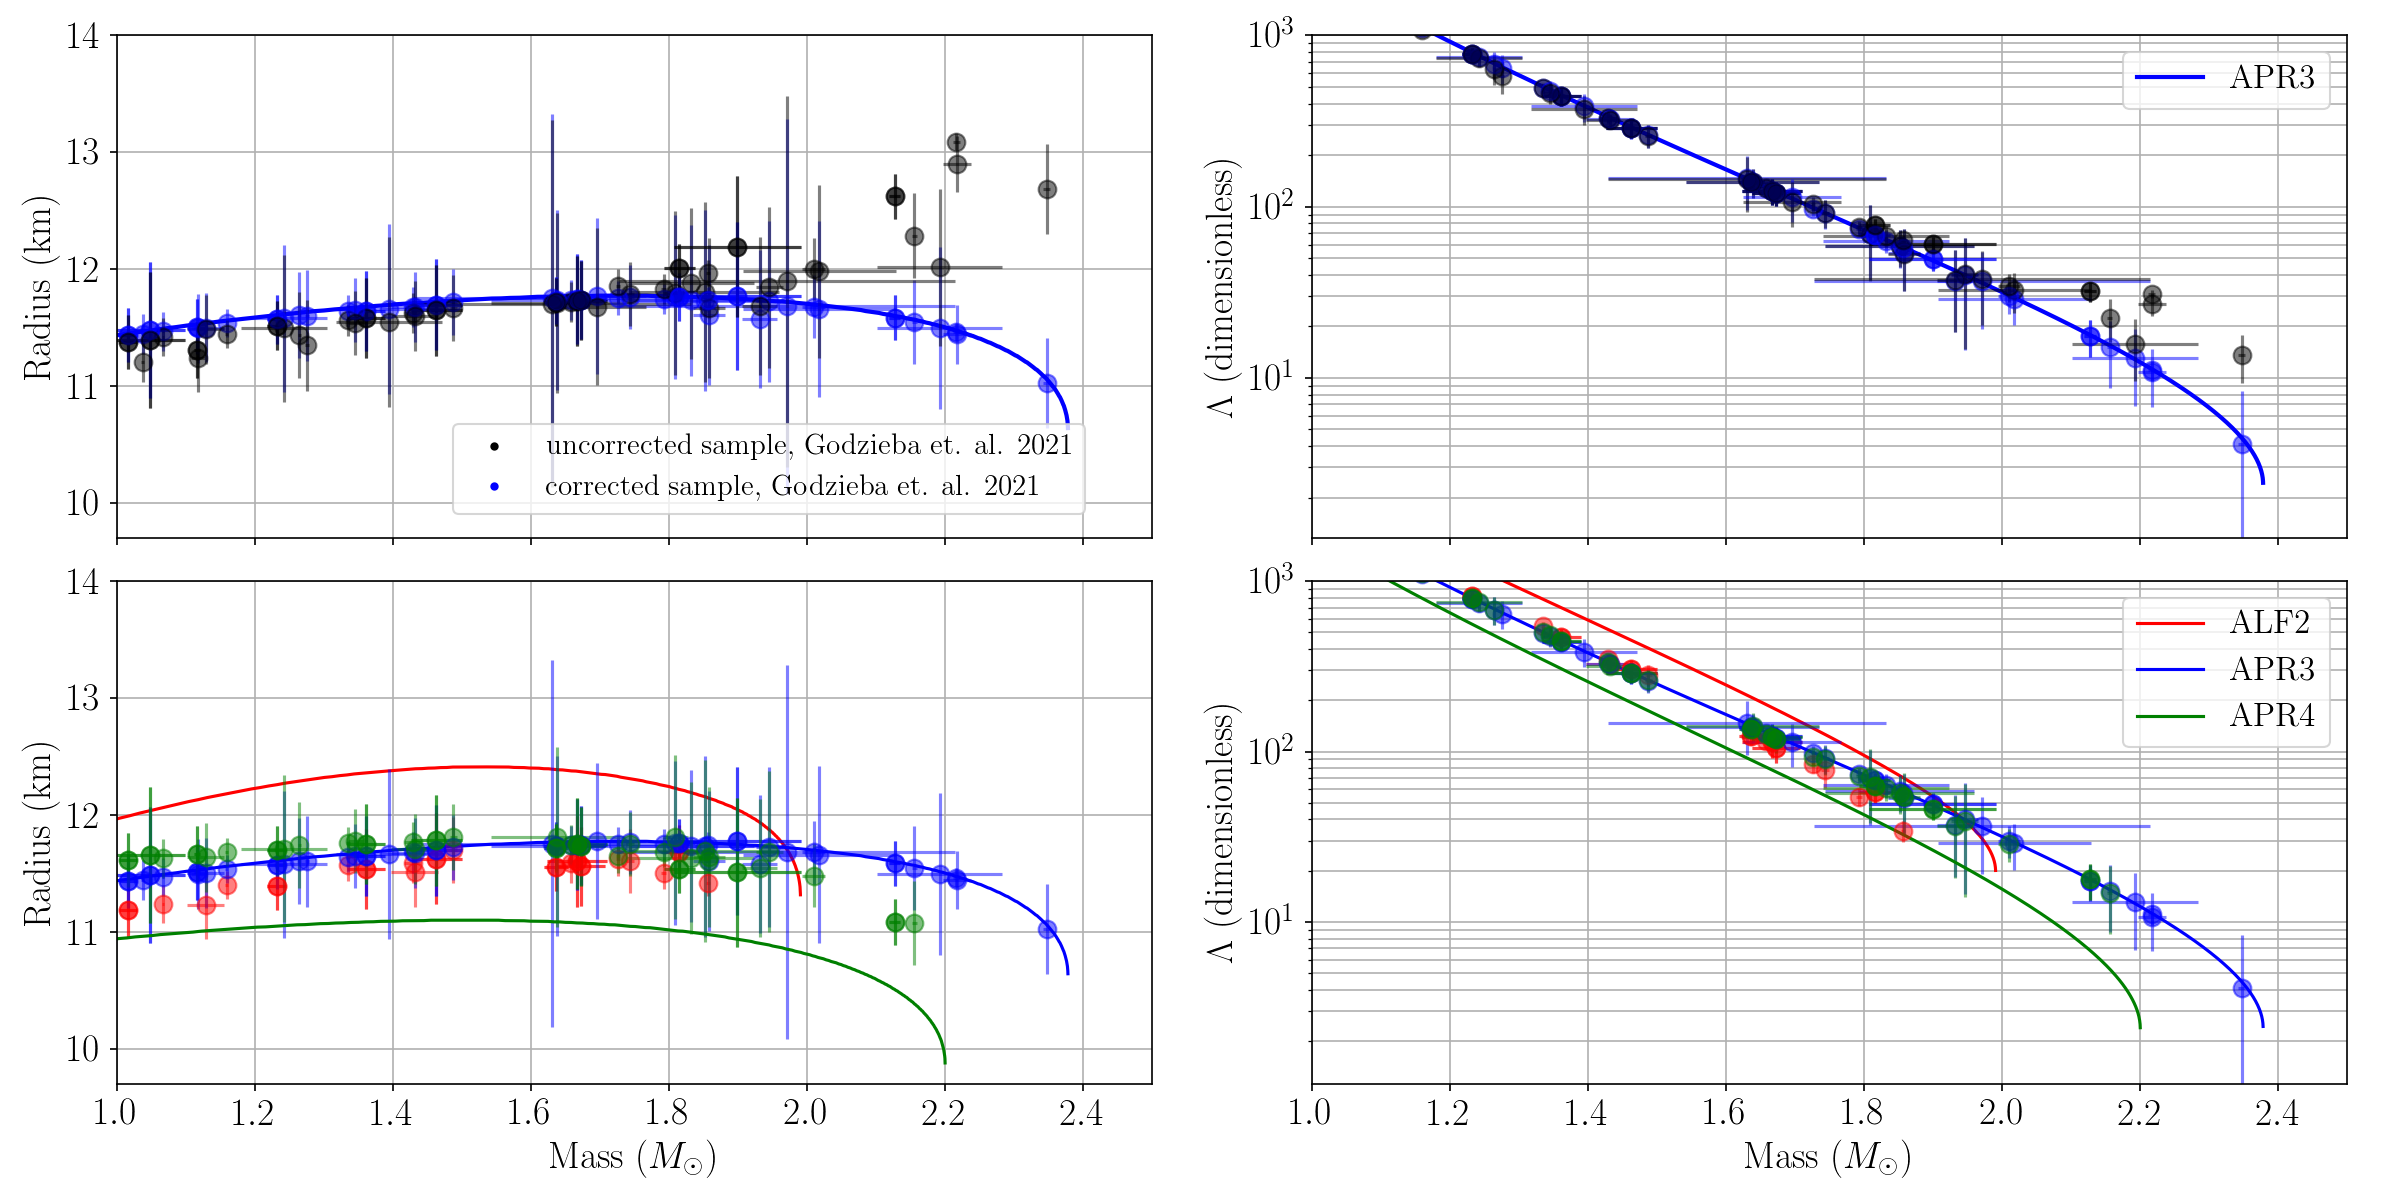 14
13
12
11
10
Radius (km)
uncorrected sample, Godzieba et. al. 2021
corrected sample, Godzieba et. al. 2021
10³
10²
10¹
Λ (dimensionless)
APR3
14
13
12
11
10
Radius (km)
1.0 1.2 1.4 1.6 1.8 2.0 2.2 2.4
Mass (M⊙)
10³
10²
10¹
Λ (dimensionless)
ALF2
APR3
APR4
1.0 1.2 1.4 1.6 1.8 2.0 2.2 2.4
Mass (M⊙)